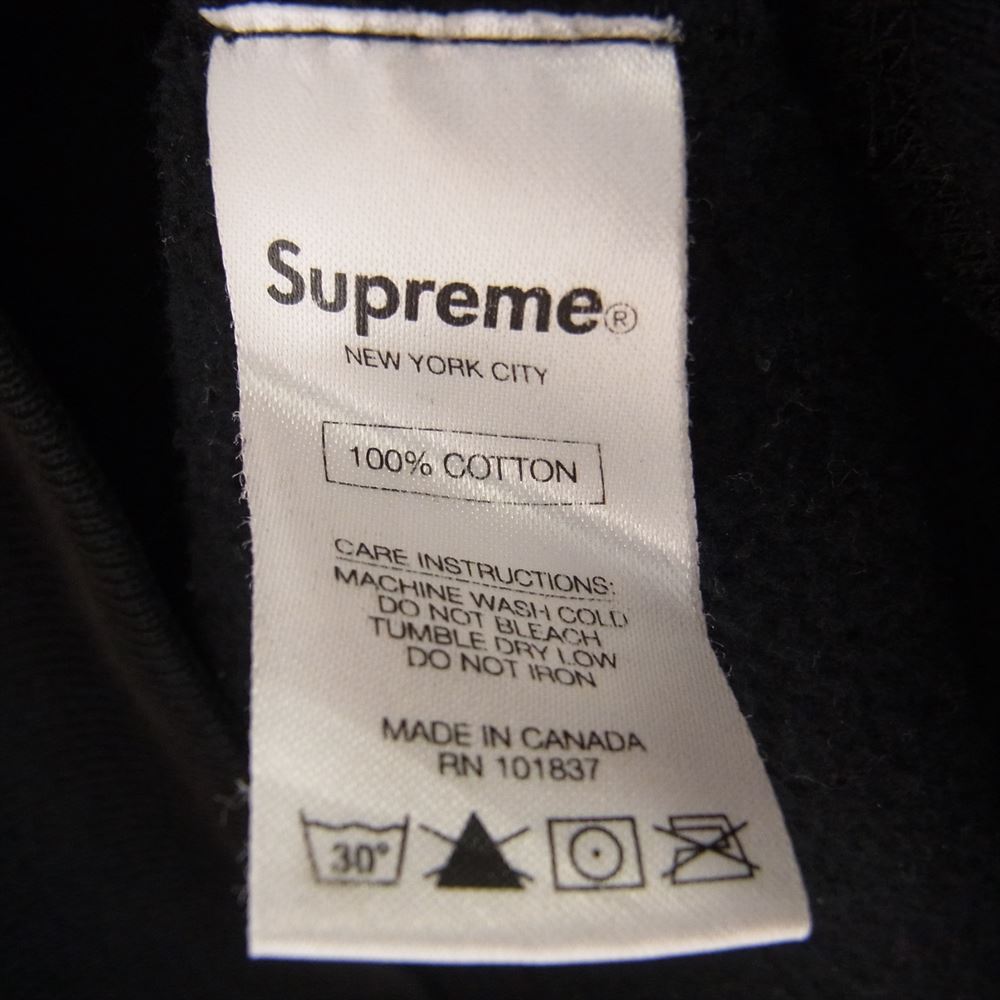 Supreme®
NEW YORK CITY
100% COTTON
CARE INSTRUCTIONS:
MACHINE WASH COLD
DO NOT BLEACH
TUMBLE DRY LOW
DO NOT IRON
MADE IN CANADA
RN 101837
30°